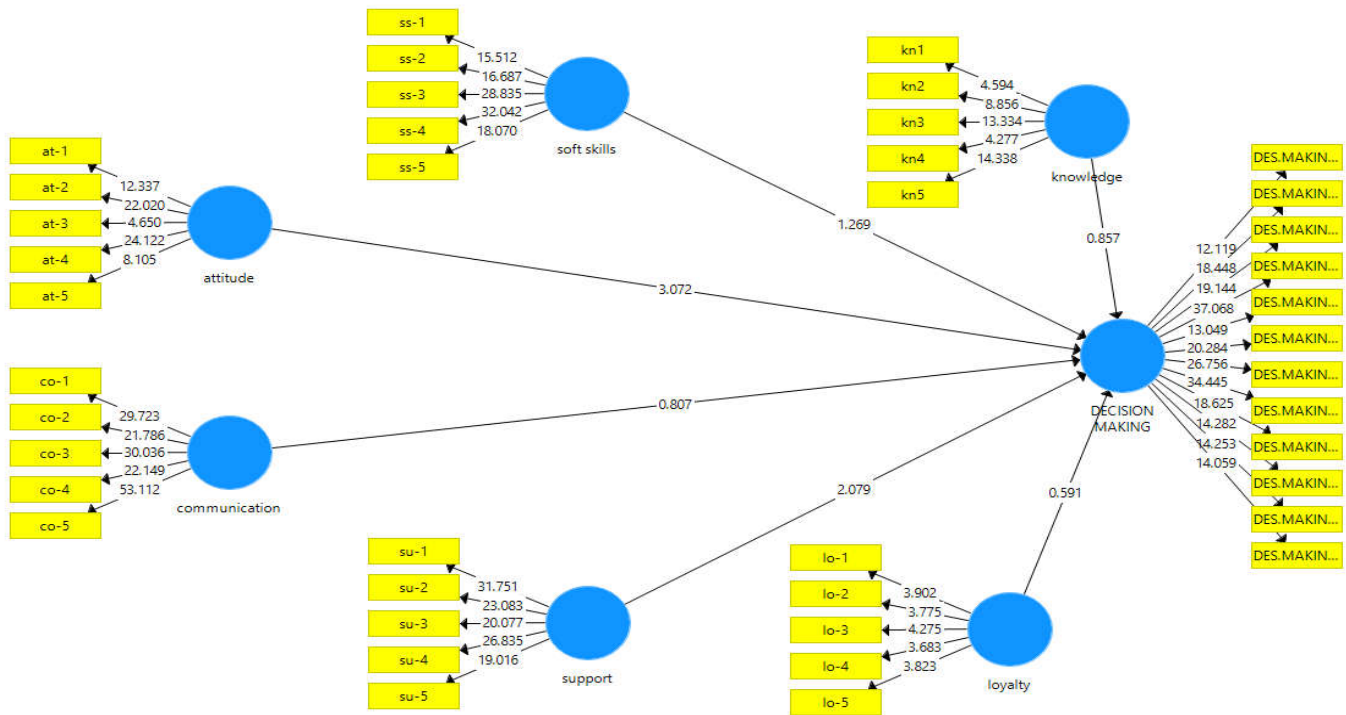 ss-1
ss-2
ss-3
ss-4
ss-5
15.512
16.687
28.835
32.042
18.070
soft skills
kn1
kn2
kn3
kn4
kn5
4.594
8.856
13.334
4.277
14.338
knowledge
at-1
at-2
at-3
at-4
at-5
12.337
22.020
4.650
24.122
8.105
attitude
1.269
0.857
3.072
0.807
2.079
0.591
co-1
co-2
co-3
co-4
co-5
29.723
21.786
30.036
22.149
53.112
communication
su-1
su-2
su-3
su-4
su-5
31.751
23.083
20.077
26.835
19.016
support
lo-1
lo-2
lo-3
lo-4
lo-5
3.902
3.775
4.275
3.683
3.823
loyalty
DECISION
MAKING
12.119
18.448
19.144
37.068
13.049
20.284
26.756
34.445
18.625
14.282
14.253
14.059
DES.MAKIN...
DES.MAKIN...
DES.MAKIN...
DES.MAKIN...
DES.MAKIN...
DES.MAKIN...
DES.MAKIN...
DES.MAKIN...
DES.MAKIN...
DES.MAKIN...
DES.MAKIN...
DES.MAKIN...